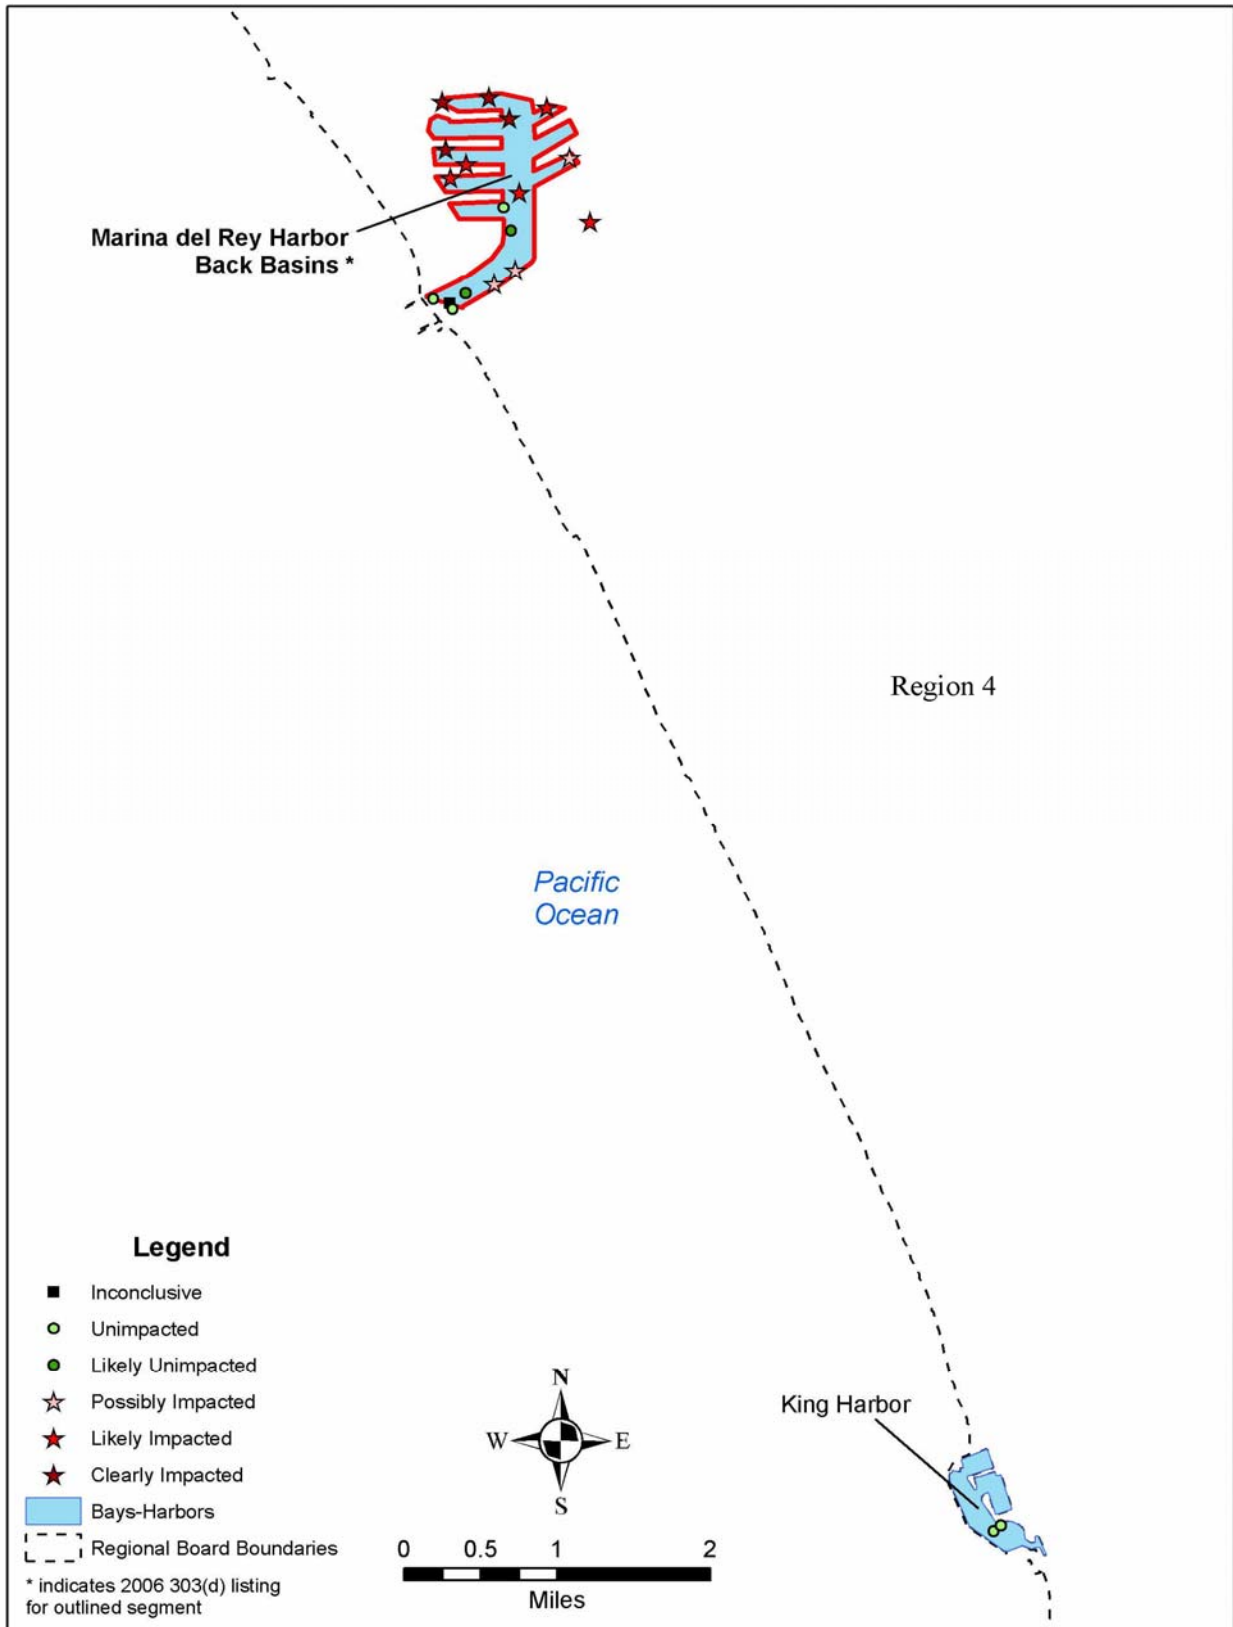 Marina del Rey Harbor
Back Basins *
Region 4
Pacific
Ocean
King Harbor
Legend
Inconclusive
Unimpacted
Likely Unimpacted
Possibly Impacted
Likely Impacted
Clearly Impacted
Bays-Harbors
Regional Board Boundaries
* indicates 2006 303(d) listing
for outlined segment
N
W E
S
0 0.5 1 2
Miles